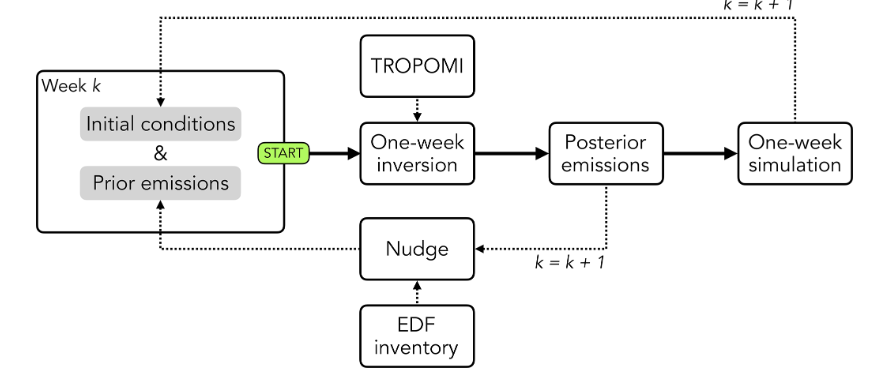 k = k + 1
TROPOMI
Week k
Initial conditions
&
Prior emissions
START
One-week
inversion
Posterior
emissions
One-week
simulation
Nudge
k = k + 1
EDF
inventory